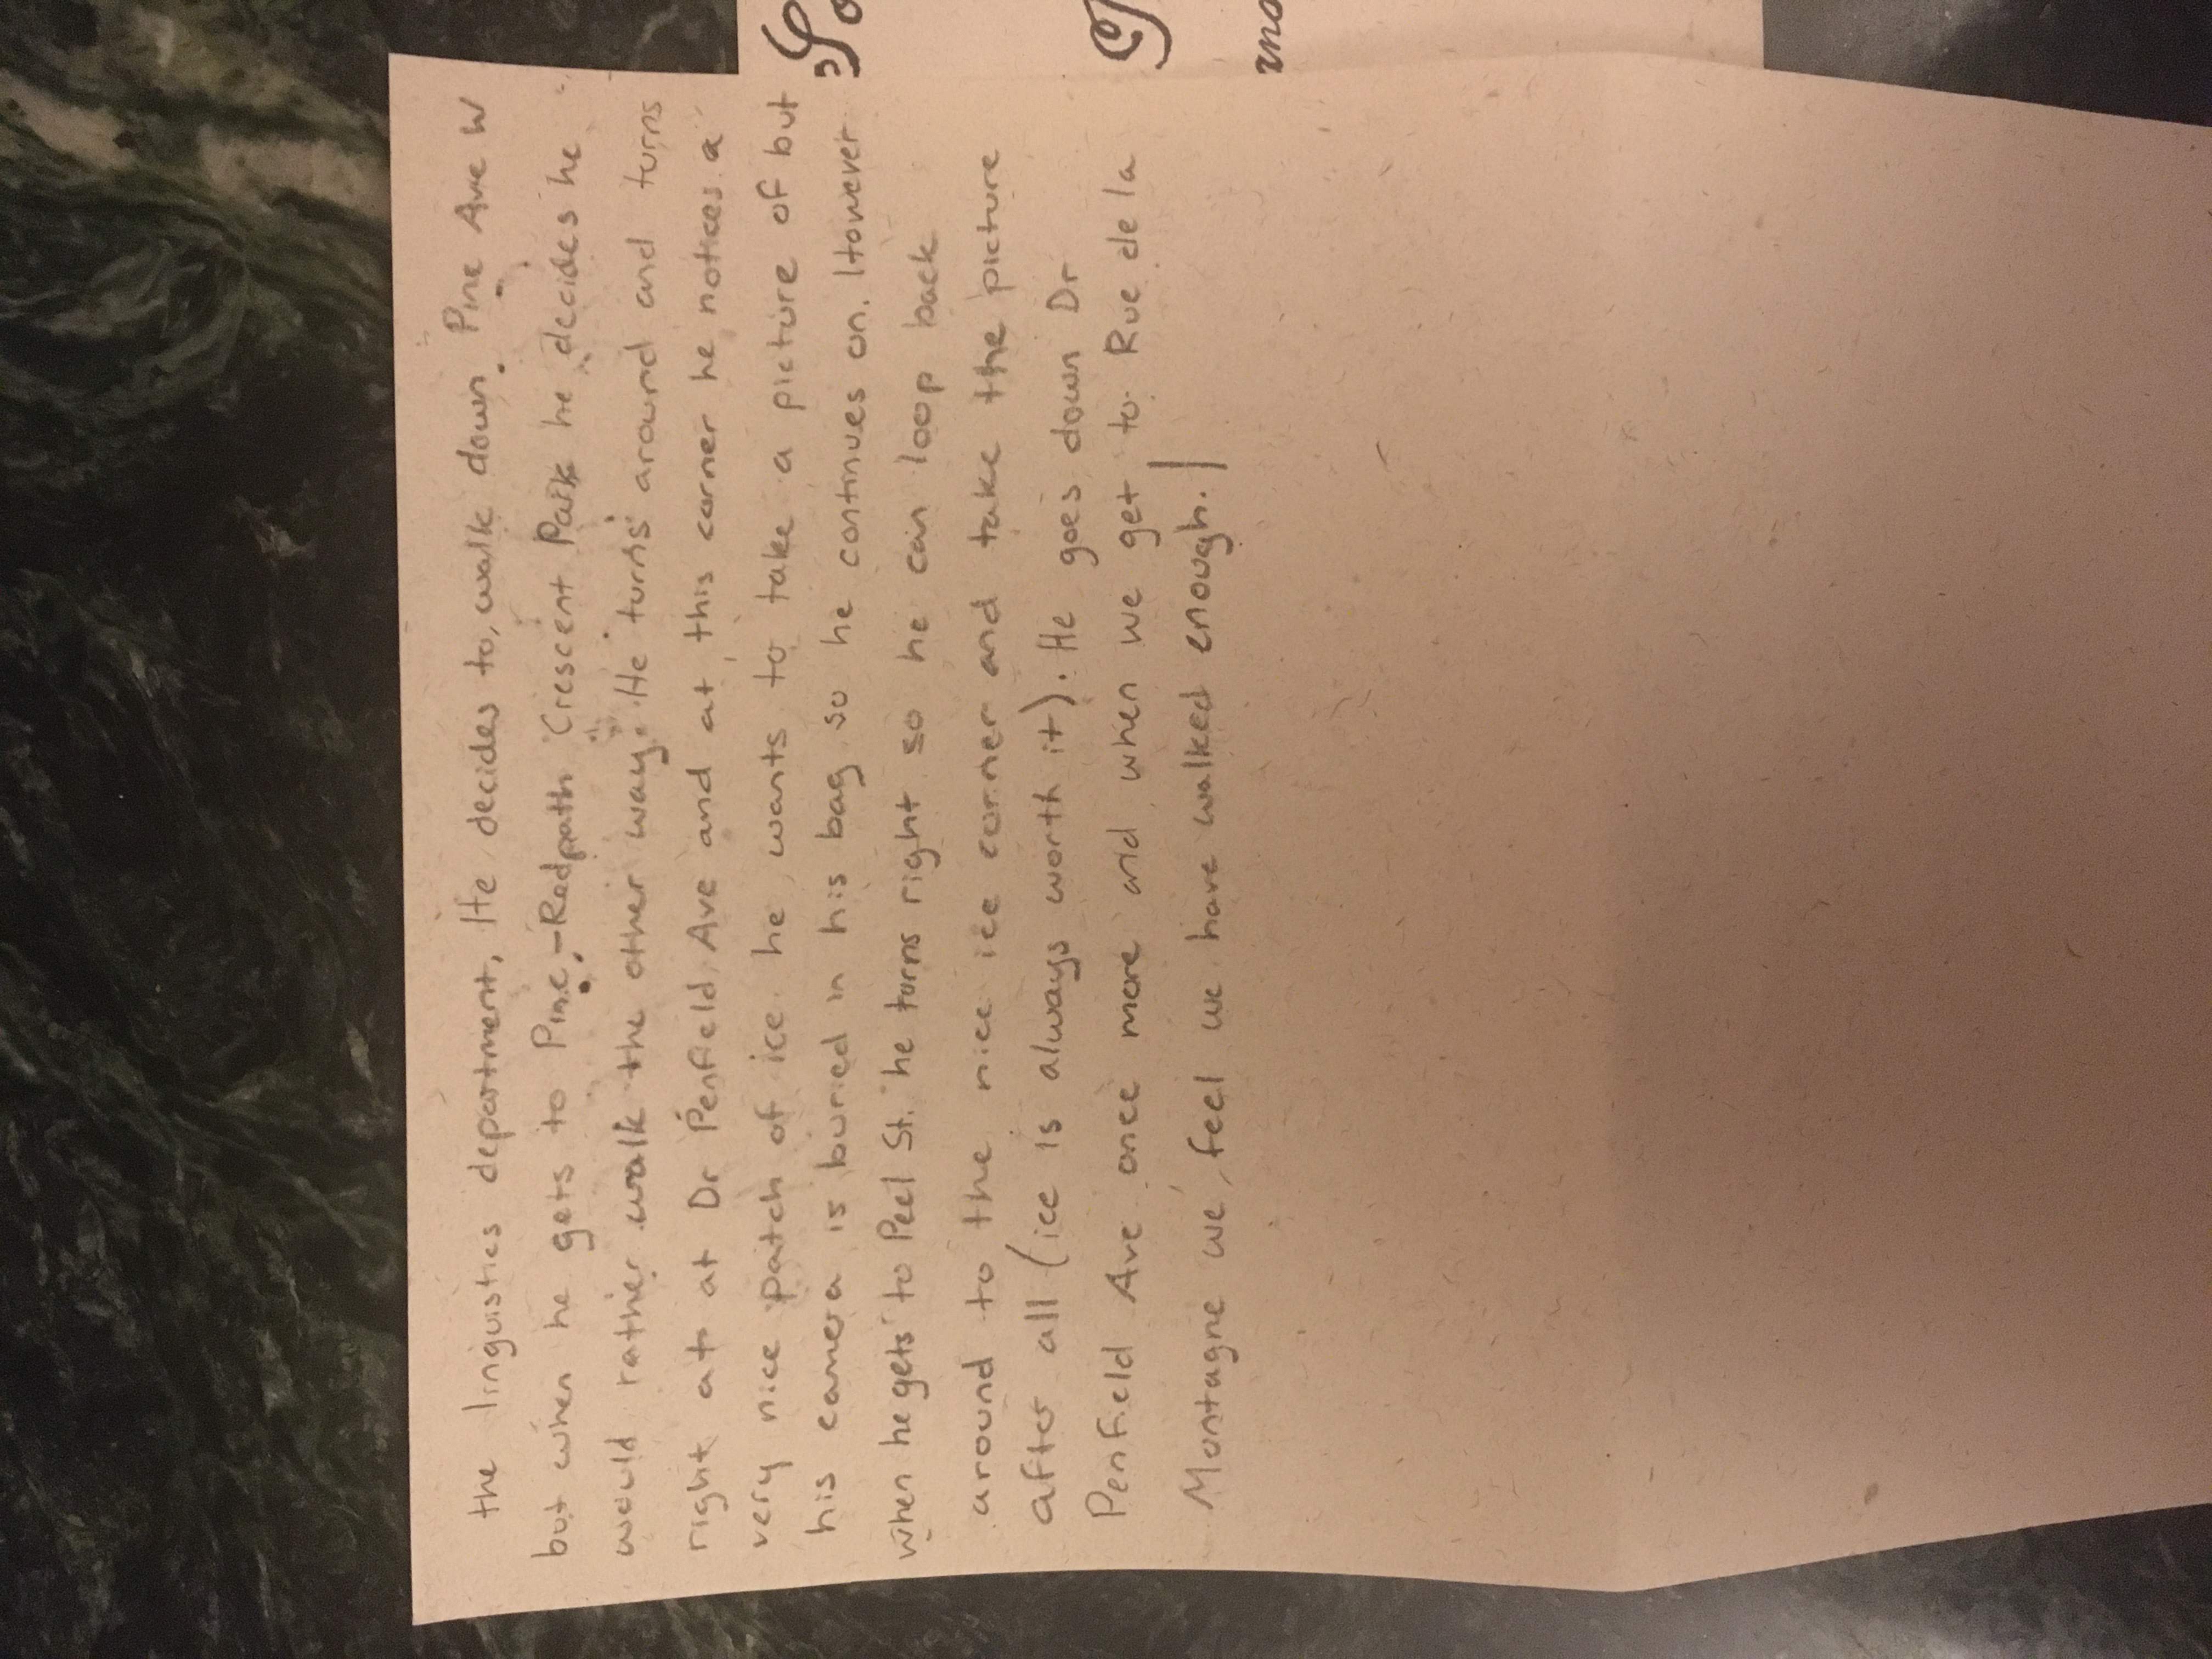 the linguistics department. He decides to, walk down Pine Ave W
but when he gets to Pine-Redpath Crescent Park he decides he
would rather walk the other way. He turns around and turns
right at at Dr Penfield Ave and at this corner he notices a
very nice patch of ice he wants to take a picture of but
his camera is buried in his bag so he continues on. However
when he gets to Peel St. he turns right so he can loop back
around to the nice ice corner and take the picture
after all (ice is always worth it). He goes down Dr
Penfield Ave once more and when we get to Rue de la
Montagne we feel we have walked enough.